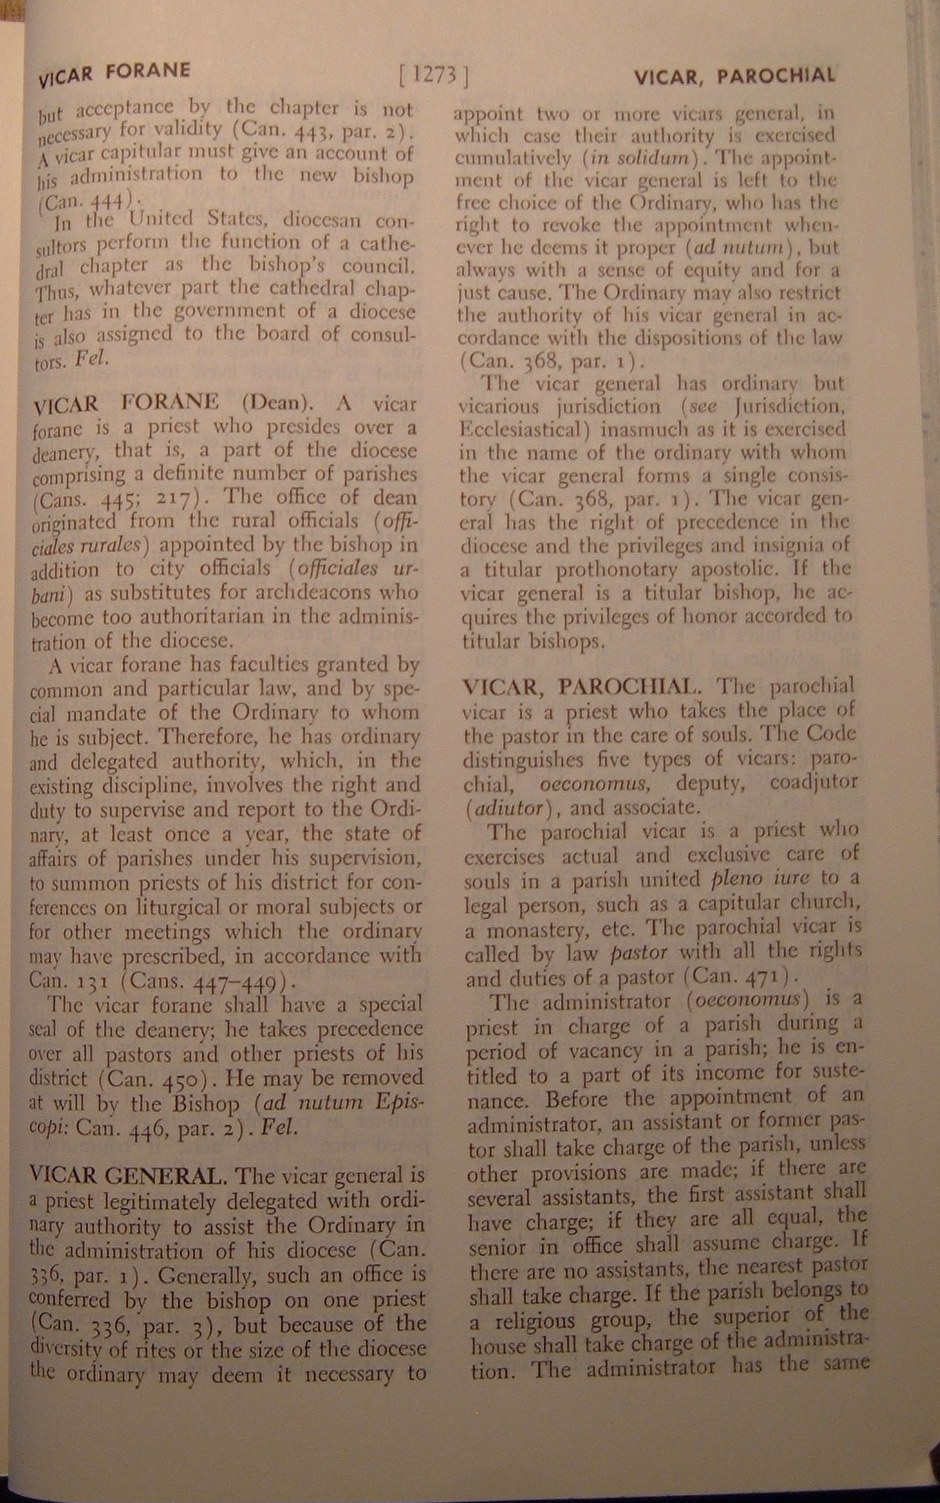 VICAR FORANE
[ 1273 ]
VICAR, PAROCHIAL
but acceptance by the chapter is not
necessary for validity (Can. 443, par. 2).
A vicar capitular must give an account of
his administration to the new bishop
(Can. 444).
In the United States, diocesan con-
sultors perform the function of a cathe-
dral chapter as the bishop's council.
Thus, whatever part the cathedral chap-
ter has in the government of a diocese
is also assigned to the board of consul-
tors. Fel.
VICAR FORANE (Dean). A vicar
forane is a priest who presides over a
deanery, that is, a part of the diocese
comprising a definite number of parishes
(Cans. 445; 217). The office of dean
originated from the rural officials (offi-
ciales rurales) appointed by the bishop in
addition to city officials (officiales ur-
bani) as substitutes for archdeacons who
become too authoritarian in the adminis-
tration of the diocese.
A vicar forane has faculties granted by
common and particular law, and by spe-
cial mandate of the Ordinary to whom
he is subject. Therefore, he has ordinary
and delegated authority, which, in the
existing discipline, involves the right and
duty to supervise and report to the Ordi-
nary, at least once a year, the state of
affairs of parishes under his supervision,
to summon priests of his district for con-
ferences on liturgical or moral subjects or
for other meetings which the ordinary
may have prescribed, in accordance with
Can. 131 (Cans. 447–449).
The vicar forane shall have a special
seal of the deanery; he takes precedence
over all pastors and other priests of his
district (Can. 450). He may be removed
at will by the Bishop (ad nutum Epis-
copi: Can. 446, par. 2). Fel.
VICAR GENERAL. The vicar general is
a priest legitimately delegated with ordi-
nary authority to assist the Ordinary in
the administration of his diocese (Can.
336, par. 1). Generally, such an office is
conferred by the bishop on one priest
(Can. 336, par. 3), but because of the
diversity of rites or the size of the diocese
the ordinary may deem it necessary to
appoint two or more vicars general, in
which case their authority is exercised
cumulatively (in solidum). The appoint-
ment of the vicar general is left to the
free choice of the Ordinary, who has the
right to revoke the appointment when-
ever he deems it proper (ad nutum), but
always with a sense of equity and for a
just cause. The Ordinary may also restrict
the authority of his vicar general in ac-
cordance with the dispositions of the law
(Can. 368, par. 1).
The vicar general has ordinary but
vicarious jurisdiction (see Jurisdiction,
Ecclesiastical) inasmuch as it is exercised
in the name of the ordinary with whom
the vicar general forms a single consis-
tory (Can. 368, par. 1). The vicar gen-
eral has the right of precedence in the
diocese and the privileges and insignia of
a titular prothonotary apostolic. If the
vicar general is a titular bishop, he ac-
quires the privileges of honor accorded to
titular bishops.
VICAR, PAROCHIAL. The parochial
vicar is a priest who takes the place of
the pastor in the care of souls. The Code
distinguishes five types of vicars: paro-
chial, oeconomus, deputy, coadjutor
(adiutor), and associate.
The parochial vicar is a priest who
exercises actual and exclusive care of
souls in a parish united pleno iure to a
legal person, such as a capitular church,
a monastery, etc. The parochial vicar is
called by law pastor with all the rights
and duties of a pastor (Can. 471).
The administrator (oeconomus) is a
priest in charge of a parish during a
period of vacancy in a parish; he is en-
titled to a part of its income for suste-
nance. Before the appointment of an
administrator, an assistant or former pas-
tor shall take charge of the parish, unless
other provisions are made; if there are
several assistants, the first assistant shall
have charge; if they are all equal, the
senior in office shall assume charge. If
there are no assistants, the nearest pastor
shall take charge. If the parish belongs to
a religious group, the superior of the
house shall take charge of the administra-
tion. The administrator has the same